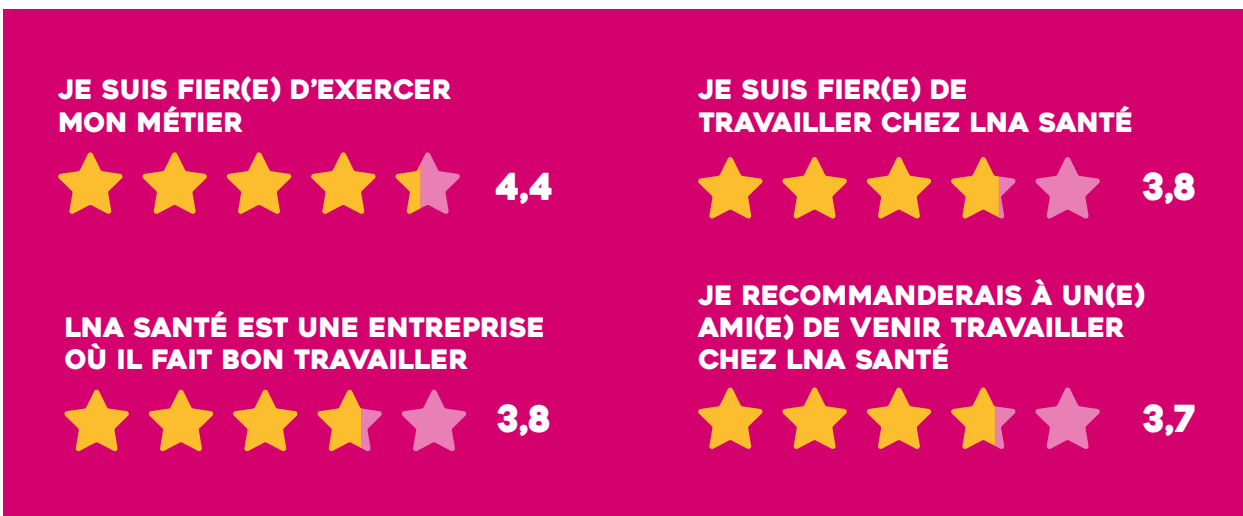 JE SUIS FIER(E) D'EXERCER
MON MÉTIER
4,4
JE SUIS FIER(E) DE
TRAVAILLER CHEZ LNA SANTÉ
3,8
LNA SANTÉ EST UNE ENTREPRISE
OÙ IL FAIT BON TRAVAILLER
3,8
JE RECOMMANDERAIS À UN(E)
AMI(E) DE VENIR TRAVAILLER
CHEZ LNA SANTÉ
3,7